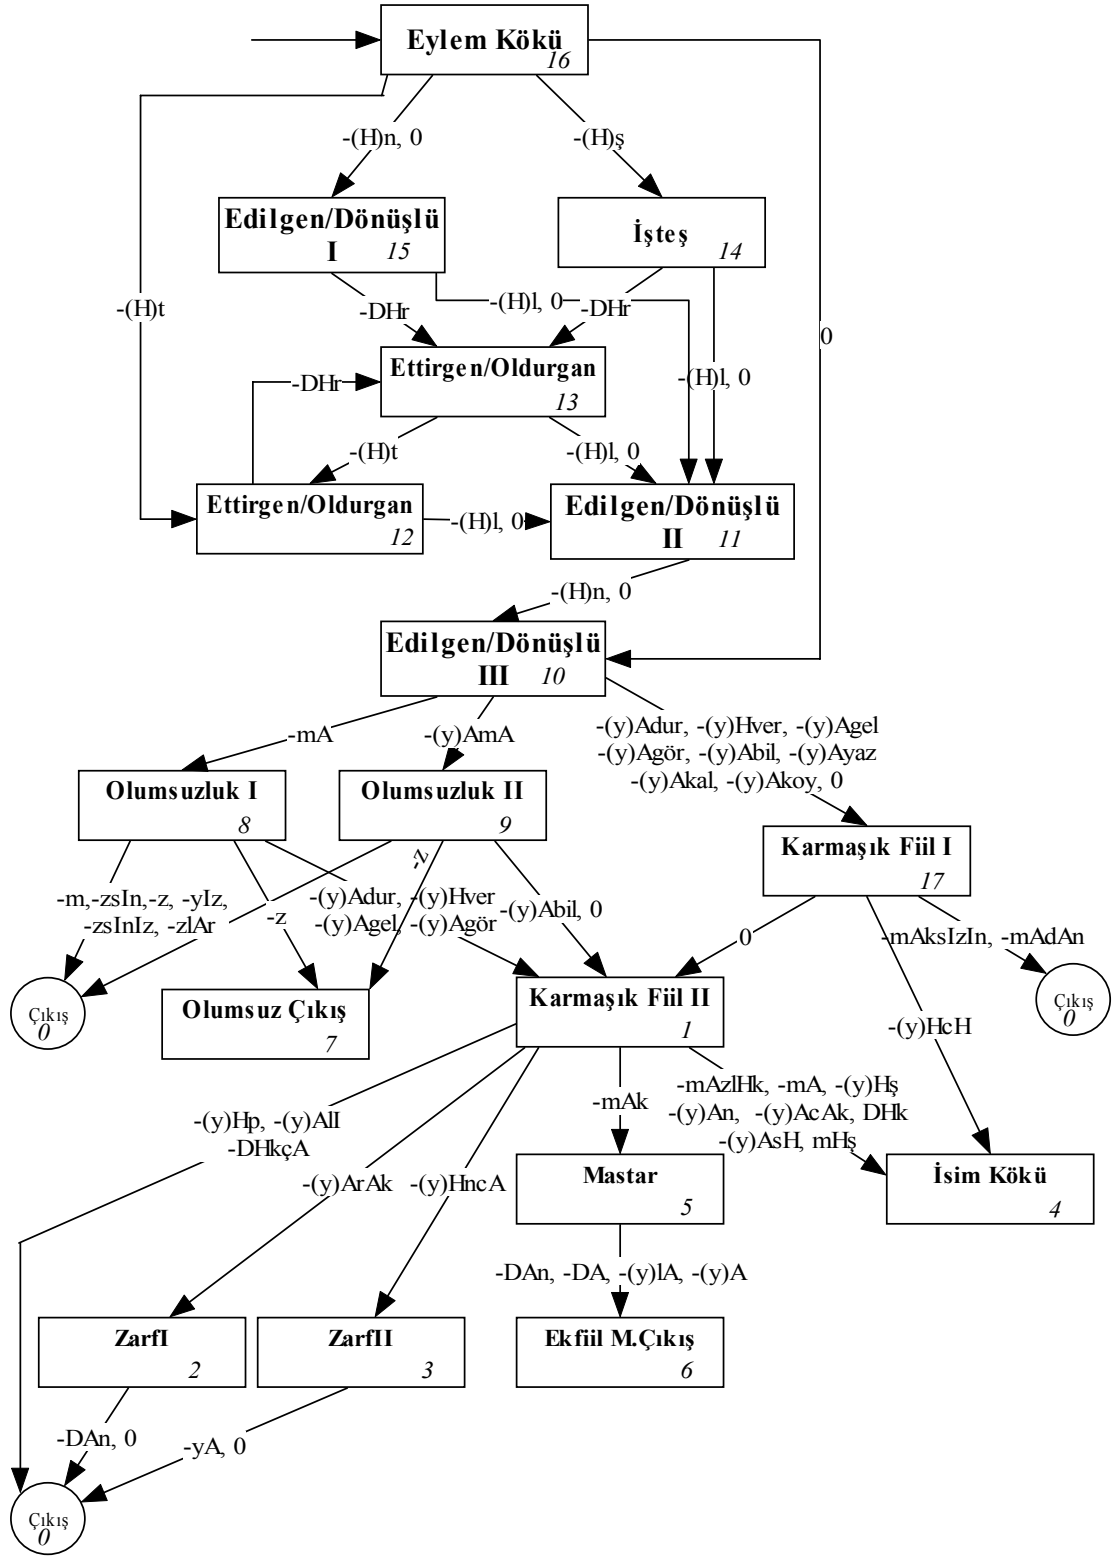 Eylem Kökü
16
-(H)n, 0
-(H)ş
Edilgen/Dönüşlü
I
15
İşteş
14
-(H)t
-DHr
-(H)l, 0
-DHr
0
Ettirgen/Oldurgan
13
-DHr
-(H)l, 0
-(H)t
-(H)l, 0
Ettirgen/Oldurgan
12
-(H)l, 0
Edilgen/Dönüşlü
II
11
-(H)n, 0
Edilgen/Dönüşlü
III
10
-mA
-(y)AmA
-(y)Adur, -(y)Hver, -(y)Agel
-(y)Agör, -(y)Abil, -(y)Ayaz
-(y)Akal, -(y)Akoy, 0
Olumsuzluk I
8
Olumsuzluk II
9
Karmaşık Fiil I
17
-m,-zsIn,-z, -yIz,
-zsInIz, -zlAr
-z
-z
-(y)Adur, -(y)Hver
-(y)Agel, -(y)Agör
-(y)Abil, 0
0
-mAksIzIn, -mAdAn
Çıkış
0
Olumsuz Çıkış
7
Karmaşık Fiil II
1
Çıkış
0
-(y)HcH
-(y)Hp, -(y)AlI
-DHkçA
-(y)ArAk
-(y)HncA
-mAk
-mAzlHk, -mA, -(y)Hş
-(y)An, -(y)AcAk, DHk
-(y)AsH, mHş
Mastar
5
İsim Kökü
4
-DAn, -DA, -(y)lA, -(y)A
ZarfI
2
ZarfII
3
Ekfiil M.Çıkış
6
-DAn, 0
-yA, 0
Çıkış
0